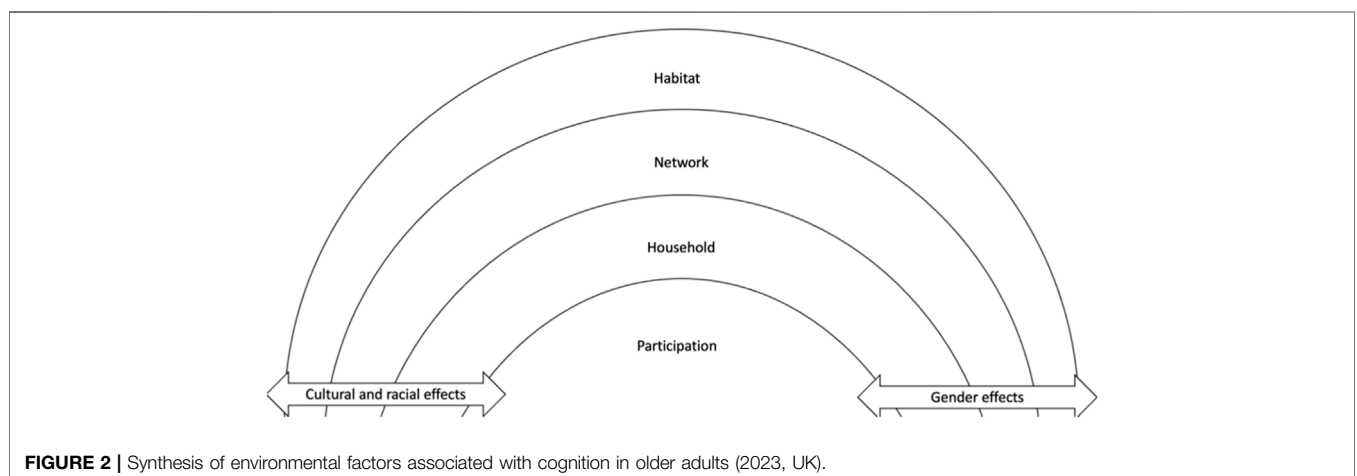 Habitat
Network
Household
Participation
Cultural and racial effects
Gender effects
FIGURE 2 | Synthesis of environmental factors associated with cognition in older adults (2023, UK).